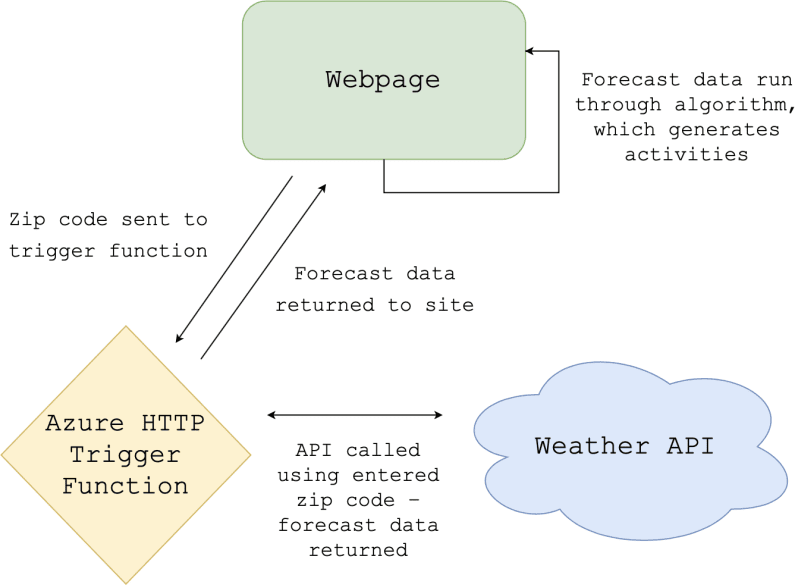 Webpage
Forecast data run
through algorithm,
which generates
activities
Zip code sent to
trigger function
Forecast data
returned to site
Azure HTTP
Trigger
Function
API called
using entered
zip code –
forecast data
returned
Weather API